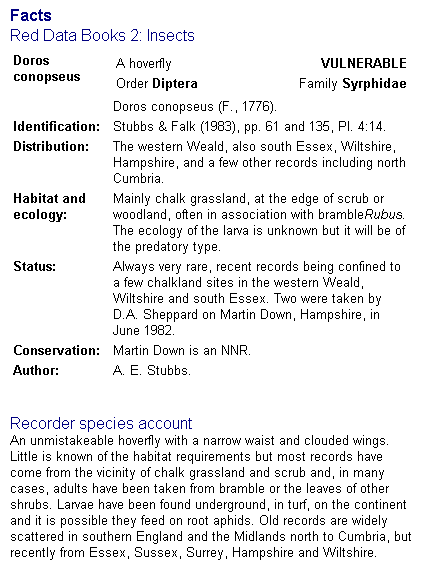 Facts
Red Data Books 2: Insects
Doros conopseus A hoverfly VULNERABLE
Order Diptera Family Syrphidae
Doros conopseus (F., 1776).
Identification: Stubbs & Falk (1983), pp. 61 and 135, Pl. 4:14.
Distribution: The western Weald, also south Essex, Wiltshire,
Hampshire, and a few other records including north
Cumbria.
Habitat and ecology: Mainly chalk grassland, at the edge of scrub or
woodland, often in association with brambleRubus.
The ecology of the larva is unknown but it will be of
the predatory type.
Status: Always very rare, recent records being confined to
a few chalkland sites in the western Weald,
Wiltshire and south Essex. Two were taken by
D.A. Sheppard on Martin Down, Hampshire, in
June 1982.
Conservation: Martin Down is an NNR.
Author: A. E. Stubbs.
Recorder species account
An unmistakeable hoverfly with a narrow waist and clouded wings.
Little is known of the habitat requirements but most records have
come from the vicinity of chalk grassland and scrub and, in many
cases, adults have been taken from bramble or the leaves of other
shrubs. Larvae have been found underground, in turf, on the continent
and it is possible they feed on root aphids. Old records are widely
scattered in southern England and the Midlands north to Cumbria, but
recently from Essex, Sussex, Surrey, Hampshire and Wiltshire.